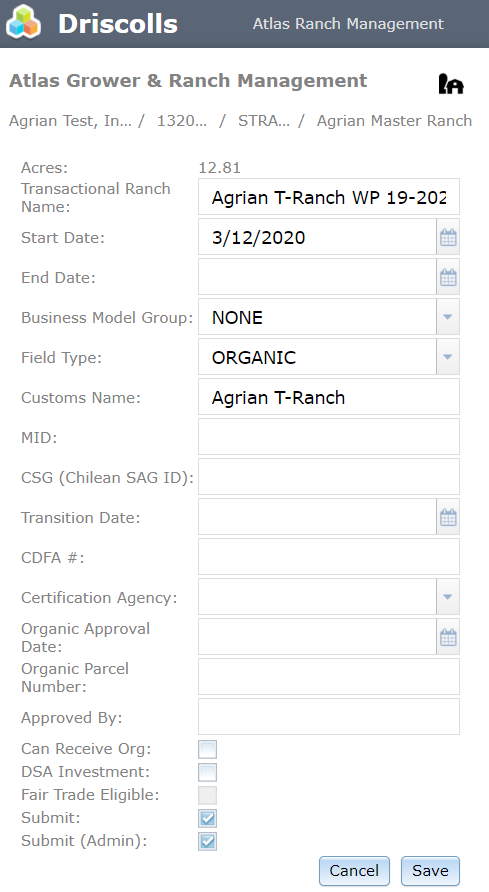 Driscolls
Atlas Ranch Management
Atlas Grower & Ranch Management
Agrian Test, In... / 1320... / STRA... / Agrian Master Ranch
Acres: 12.81
Transactional Ranch
Name: Agrian T-Ranch WP 19-202
Start Date: 3/12/2020
End Date:
Business Model Group: NONE
Field Type: ORGANIC
Customs Name: Agrian T-Ranch
MID:
CSG (Chilean SAG ID):
Transition Date:
CDFA #:
Certification Agency:
Organic Approval
Date:
Organic Parcel
Number:
Approved By:
Can Receive Org:
DSA Investment:
Fair Trade Eligible:
Submit:
Submit (Admin):
Cancel Save